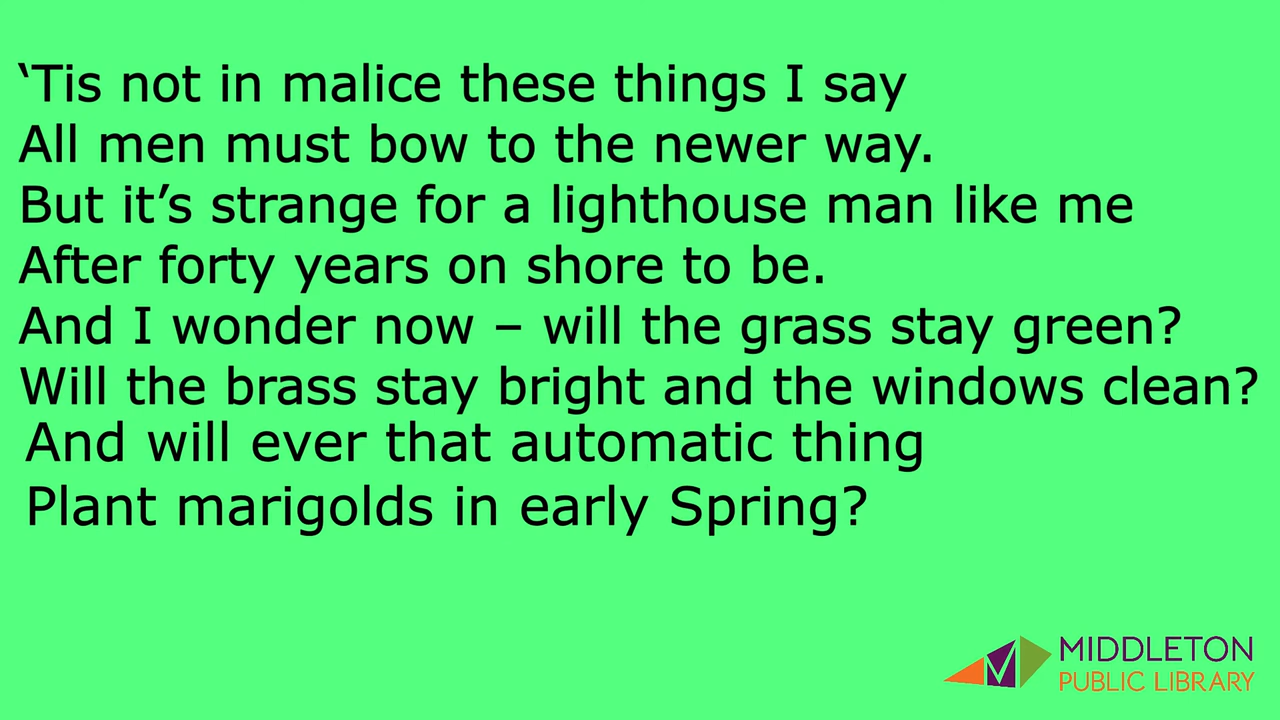 ‘Tis not in malice these things I say
All men must bow to the newer way.
But it’s strange for a lighthouse man like me
After forty years on shore to be.
And I wonder now – will the grass stay green?
Will the brass stay bright and the windows clean?
And will ever that automatic thing
Plant marigolds in early Spring?
MIDDLETON
PUBLIC LIBRARY